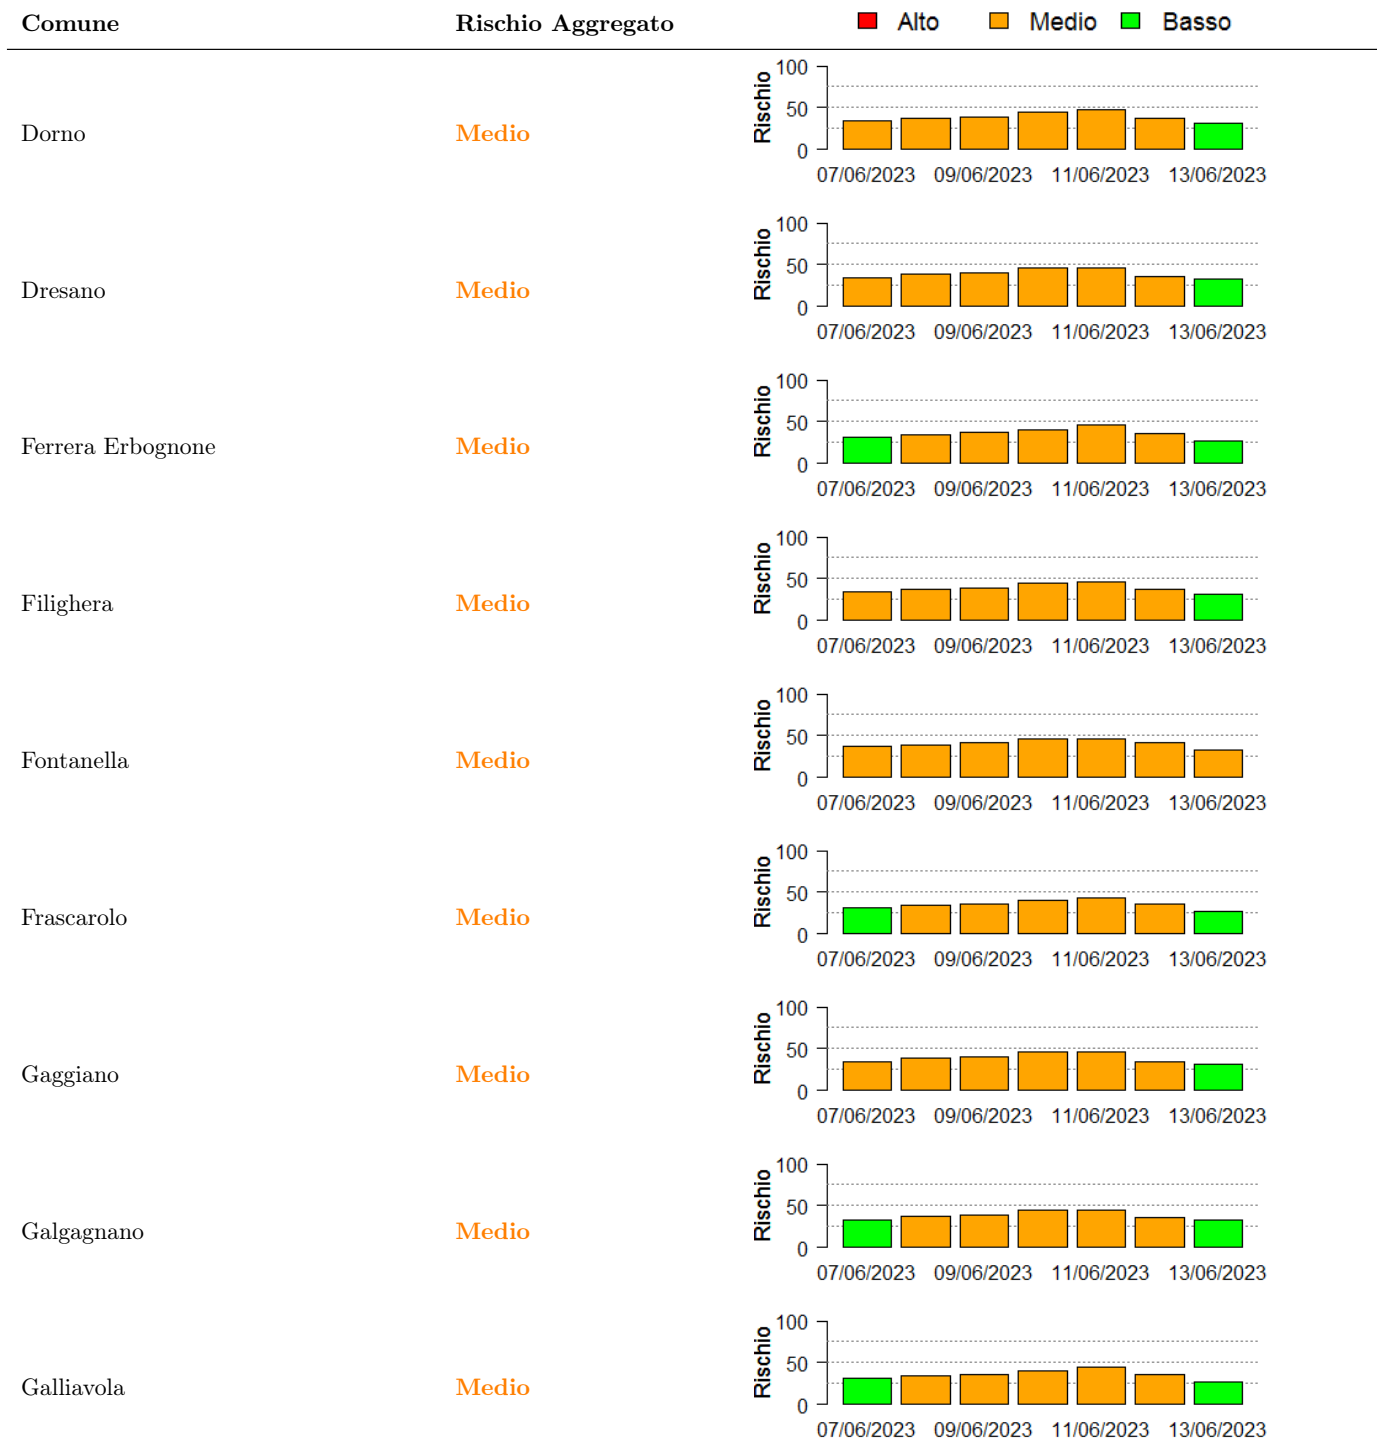 Comune Rischio Aggregato Alto Medio Basso
Dorno Medio
Rischio
100
50
0
07/06/2023 09/06/2023 11/06/2023 13/06/2023
Dresano Medio
Rischio
100
50
0
07/06/2023 09/06/2023 11/06/2023 13/06/2023
Ferrera Erbognone Medio
Rischio
100
50
0
07/06/2023 09/06/2023 11/06/2023 13/06/2023
Filighera Medio
Rischio
100
50
0
07/06/2023 09/06/2023 11/06/2023 13/06/2023
Fontanella Medio
Rischio
100
50
0
07/06/2023 09/06/2023 11/06/2023 13/06/2023
Frascarolo Medio
Rischio
100
50
0
07/06/2023 09/06/2023 11/06/2023 13/06/2023
Gaggiano Medio
Rischio
100
50
0
07/06/2023 09/06/2023 11/06/2023 13/06/2023
Galgagnano Medio
Rischio
100
50
0
07/06/2023 09/06/2023 11/06/2023 13/06/2023
Galliavola Medio
Rischio
100
50
0
07/06/2023 09/06/2023 11/06/2023 13/06/2023